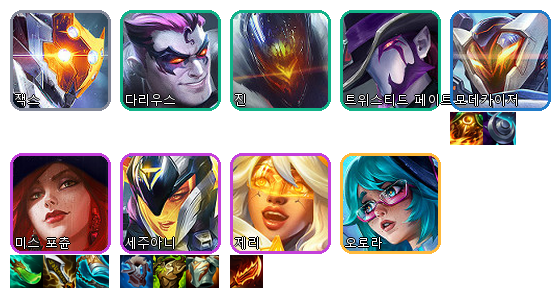 잭스
다리우스
진
트위스티드 페이트
모데카이저
미스 포츈
세주아니
제리
오로라